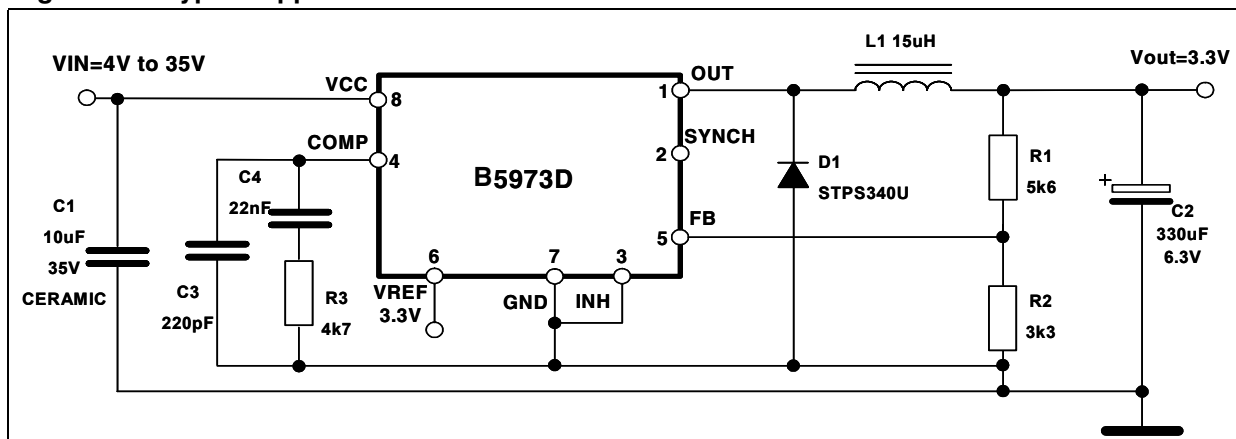 VIN=4V to 35V
VCC
8
COMP
4
C4
22nF
C1
10uF
35V
CERAMIC
C3
220pF
R3
4k7
B5973D
6
VREF
3.3V
7
GND
3
INH
OUT
1
SYNCH
2
FB
5
L1 15uH
D1
STPS340U
Vout=3.3V
R1
5k6
R2
3k3
+
C2
330uF
6.3V